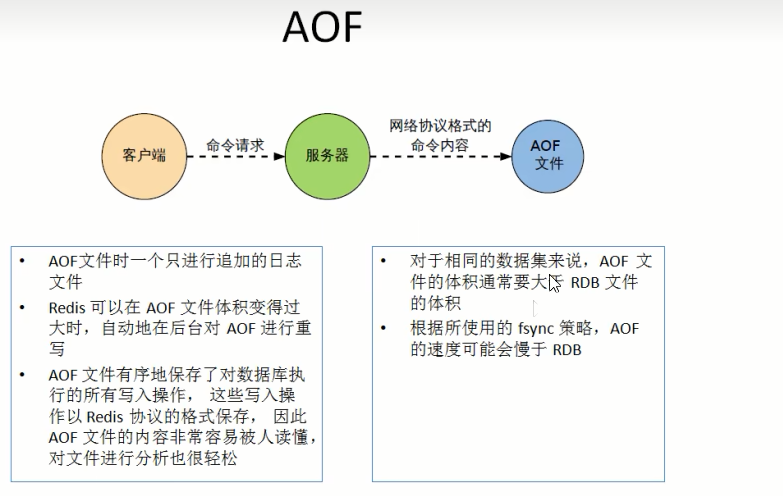 AOF
客户端
命令请求
服务器
网络协议格式的
命令内容
AOF
文件
• AOF文件时一个只进行追加的日志
文件
• Redis 可以在 AOF 文件体积变得过
大时，自动地在后台对 AOF 进行重
写
• AOF 文件有序地保存了对数据库执
行的所有写入操作， 这些写入操
作以 Redis 协议的格式保存， 因此
AOF 文件的内容非常容易被人读懂，
对文件进行分析也很轻松
• 对于相同的数据集来说，AOF 文
件的体积通常要大于 RDB 文件
的体积
• 根据所使用的 fsync 策略，AOF
的速度可能会慢于 RDB